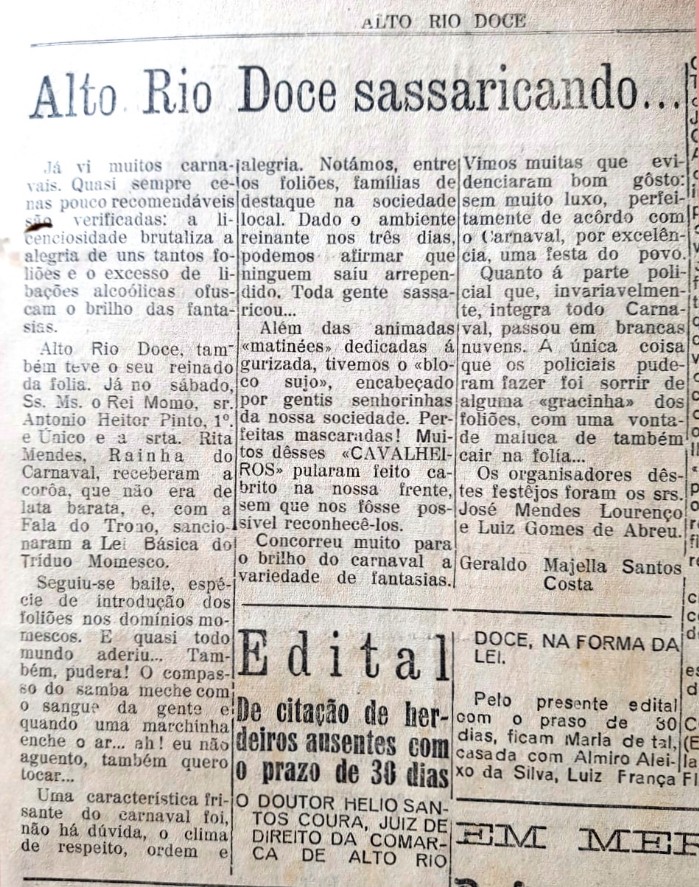 ALTO RIO DOCE
Alto Rio Doce sassaricando...
Já vi muitos carna-
vais. Quasi sempre ce-
nas pouco recomendáveis
são verificadas: a li-
cenciosidade brutaliza a
alegria de uns tantos fo-
liões e o excesso de li-
bações alcoólicas ofus-
cam o brilho das fanta-
sias.
Alto Rio Doce, tam-
bém teve o seu reinado
da folia. Já no sábado,
Ss. Ms. o Rei Momo, sr.
Antonio Heitor Pinto, 1º.
e Único e a srta. Rita
Mendes, Rainha do
Carnaval, receberam a
corôa, que não era de
lata barata, e, com a
Fala do Trono, sancio-
naram a Lei Básica do
Tríduo Momesco.
Seguiu-se baile, espé-
cie de introdução dos
foliões nos domínios mo-
mescos. E quasi todo
mundo aderiu... Tam-
bém, pudera! O compas-
so do samba meche com
o sangue da gente e
quando uma marchinha
enche o ar... ah! eu não
aguento, também quero
tocar...
Uma característica fri-
sante do carnaval foi,
não há dúvida, o clima
de respeito, ordem e
alegria. Notámos, entre
os foliões, famílias de
destaque na sociedade
local. Dado o ambiente
reinante nos três dias,
podemos afirmar que
ninguem saiu arrepen-
dido. Toda gente sassa-
ricou...
Além das animadas
«matinées» dedicadas á
gurizada, tivemos o «blo-
co sujo», encabeçado
por gentis senhorinhas
da nossa sociedade. Per-
feitas mascaradas! Mui-
tos dêsses «CAVALHEI-
ROS» pularam feito ca-
brito na nossa frente,
sem que nos fôsse pos-
sível reconhecê-los.
Concorreu muito para
o brilho do carnaval a
variedade de fantasias.
Vimos muitas que evi-
denciaram bom gôsto:
sem muito luxo, perfei-
tamente de acôrdo com
o Carnaval, por excelên-
cia, uma festa do povo.
Quanto á parte poli-
cial que, invariavelmen-
te, integra todo Carna-
val, passou em brancas
nuvens. A única coisa
que os policiais pude-
ram fazer foi sorrir de
alguma «gracinha» dos
foliões, com uma vonta-
de maluca de também
cair na folía...
Os organisadores dês-
tes festêjos foram os srs.
José Mendes Lourenço
e Luiz Gomes de Abreu.
Geraldo Majella Santos
Costa
Edital
De citação de her-
deiros ausentes com
o prazo de 30 dias
O DOUTOR HELIO SAN-
TOS COURA, JUIZ DE
DIREITO DA COMAR-
CA DE ALTO RIO
DOCE, NA FORMA DA
LEI.
Pelo presente edital
com o praso de 30
dias, ficam Maria de tal,
casada com Almiro Alei-
xo da Silva, Luiz França
EM MER